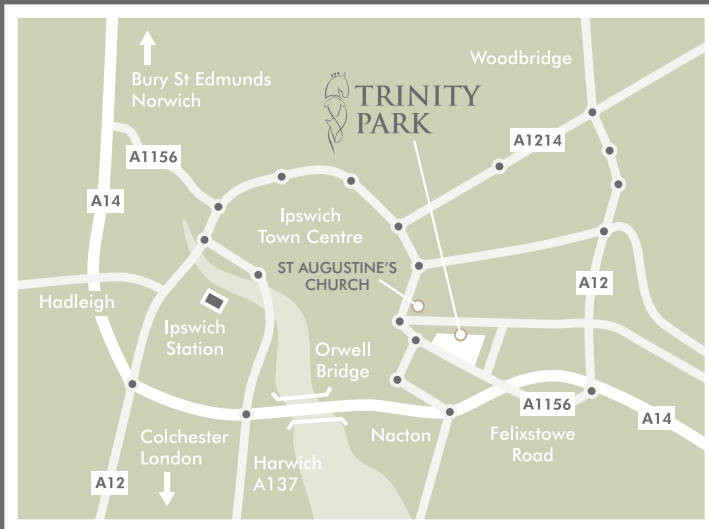 Woodbridge
Bury St Edmunds
Norwich
TRINITY
PARK
A1214
A1156
A14
Ipswich
Town Centre
ST AUGUSTINE'S
CHURCH
A12
Hadleigh
Ipswich
Station
Orwell
Bridge
A1156
A14
Nacton
Felixstowe
Road
Colchester
London
Harwich
A137
A12